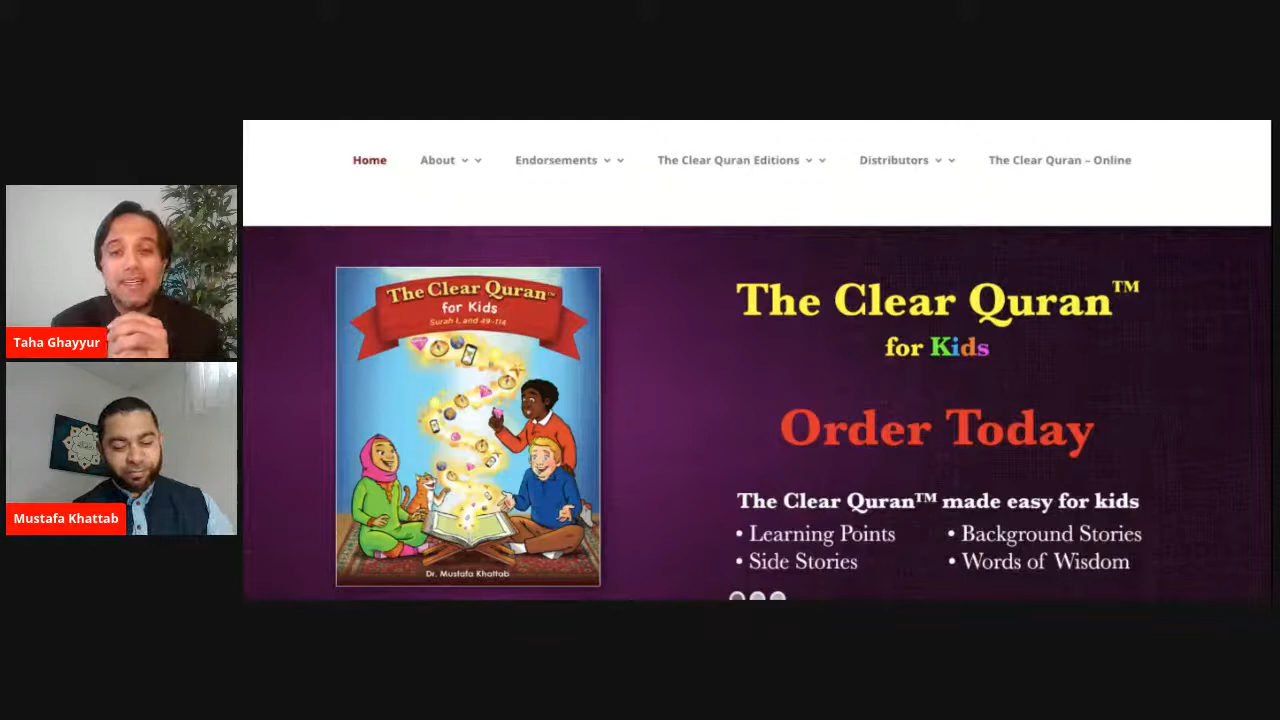 Home About Endorsements The Clear Quran Editions Distributors The Clear Quran – Online
Taha Ghayyur
Mustafa Khattab
The Clear Quran™
for Kids
Surah 1, and 49-114
Dr. Mustafa Khattab
The Clear Quran™
for Kids
Order Today
The Clear Quran™ made easy for kids
• Learning Points • Background Stories
• Side Stories • Words of Wisdom